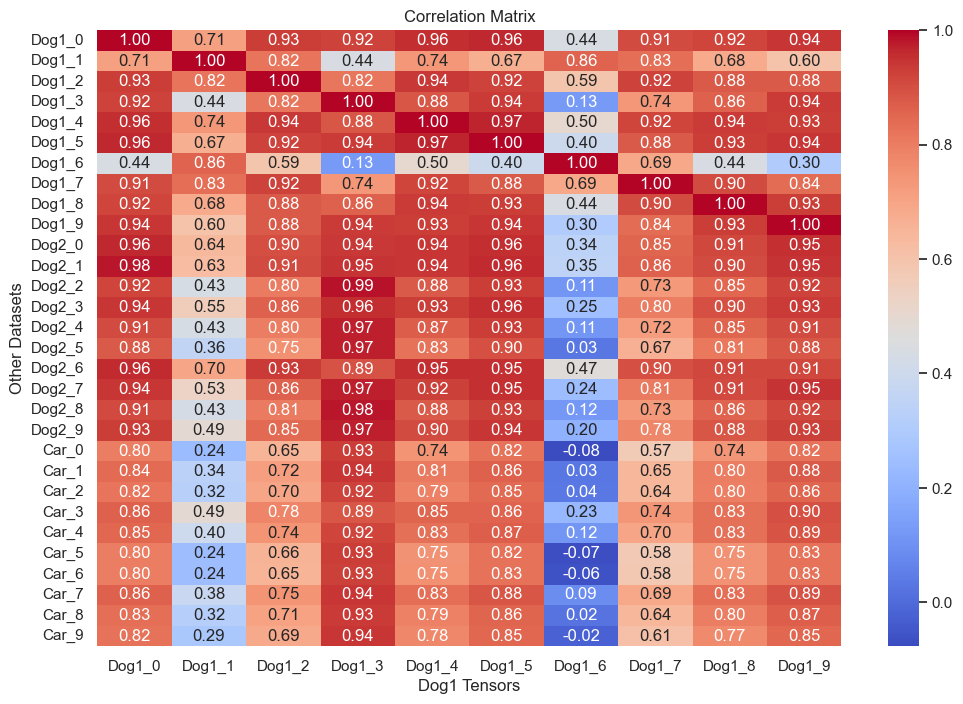 Correlation Matrix
Dog1_0 1.00 0.71 0.93 0.92 0.96 0.96 0.44 0.91 0.92 0.94
Dog1_1 0.71 1.00 0.82 0.44 0.74 0.67 0.86 0.83 0.68 0.60
Dog1_2 0.93 0.82 1.00 0.82 0.94 0.92 0.59 0.92 0.88 0.88
Dog1_3 0.92 0.44 0.82 1.00 0.88 0.94 0.13 0.74 0.86 0.94
Dog1_4 0.96 0.74 0.94 0.88 1.00 0.97 0.50 0.92 0.94 0.93
Dog1_5 0.96 0.67 0.92 0.94 0.97 1.00 0.40 0.88 0.93 0.94
Dog1_6 0.44 0.86 0.59 0.13 0.50 0.40 1.00 0.69 0.44 0.30
Dog1_7 0.91 0.83 0.92 0.74 0.92 0.88 0.69 1.00 0.90 0.84
Dog1_8 0.92 0.68 0.88 0.86 0.94 0.93 0.44 0.90 1.00 0.93
Dog1_9 0.94 0.60 0.88 0.94 0.93 0.94 0.30 0.84 0.93 1.00
Dog2_0 0.96 0.64 0.90 0.94 0.94 0.96 0.34 0.85 0.91 0.95
Dog2_1 0.98 0.63 0.91 0.95 0.94 0.96 0.35 0.86 0.90 0.95
Dog2_2 0.92 0.43 0.80 0.99 0.88 0.93 0.11 0.73 0.85 0.92
Dog2_3 0.94 0.55 0.86 0.96 0.93 0.96 0.25 0.80 0.90 0.93
Dog2_4 0.91 0.43 0.80 0.97 0.87 0.93 0.11 0.72 0.85 0.91
Dog2_5 0.88 0.36 0.75 0.97 0.83 0.90 0.03 0.67 0.81 0.88
Dog2_6 0.96 0.70 0.93 0.89 0.95 0.95 0.47 0.90 0.91 0.91
Dog2_7 0.94 0.53 0.86 0.97 0.92 0.95 0.24 0.81 0.91 0.95
Dog2_8 0.91 0.43 0.81 0.98 0.88 0.93 0.12 0.73 0.86 0.92
Dog2_9 0.93 0.49 0.85 0.97 0.90 0.94 0.20 0.78 0.88 0.93
Car_0 0.80 0.24 0.65 0.93 0.74 0.82 -0.08 0.57 0.74 0.82
Car_1 0.84 0.34 0.72 0.94 0.81 0.86 0.03 0.65 0.80 0.88
Car_2 0.82 0.32 0.70 0.92 0.79 0.85 0.04 0.64 0.80 0.86
Car_3 0.86 0.49 0.78 0.89 0.85 0.86 0.23 0.74 0.83 0.90
Car_4 0.85 0.40 0.74 0.92 0.83 0.87 0.12 0.70 0.83 0.89
Car_5 0.80 0.24 0.66 0.93 0.75 0.82 -0.07 0.58 0.75 0.83
Car_6 0.80 0.24 0.65 0.93 0.75 0.83 -0.06 0.58 0.75 0.83
Car_7 0.86 0.38 0.75 0.94 0.83 0.89 0.09 0.69 0.83 0.89
Car_8 0.83 0.32 0.71 0.93 0.79 0.86 0.02 0.64 0.80 0.87
Car_9 0.82 0.29 0.69 0.94 0.78 0.85 -0.02 0.61 0.77 0.85
Dog1_0 Dog1_1 Dog1_2 Dog1_3 Dog1_4 Dog1_5 Dog1_6 Dog1_7 Dog1_8 Dog1_9
Dog1 Tensors
Other Datasets
1.0
0.8
0.6
0.4
0.2
0.0